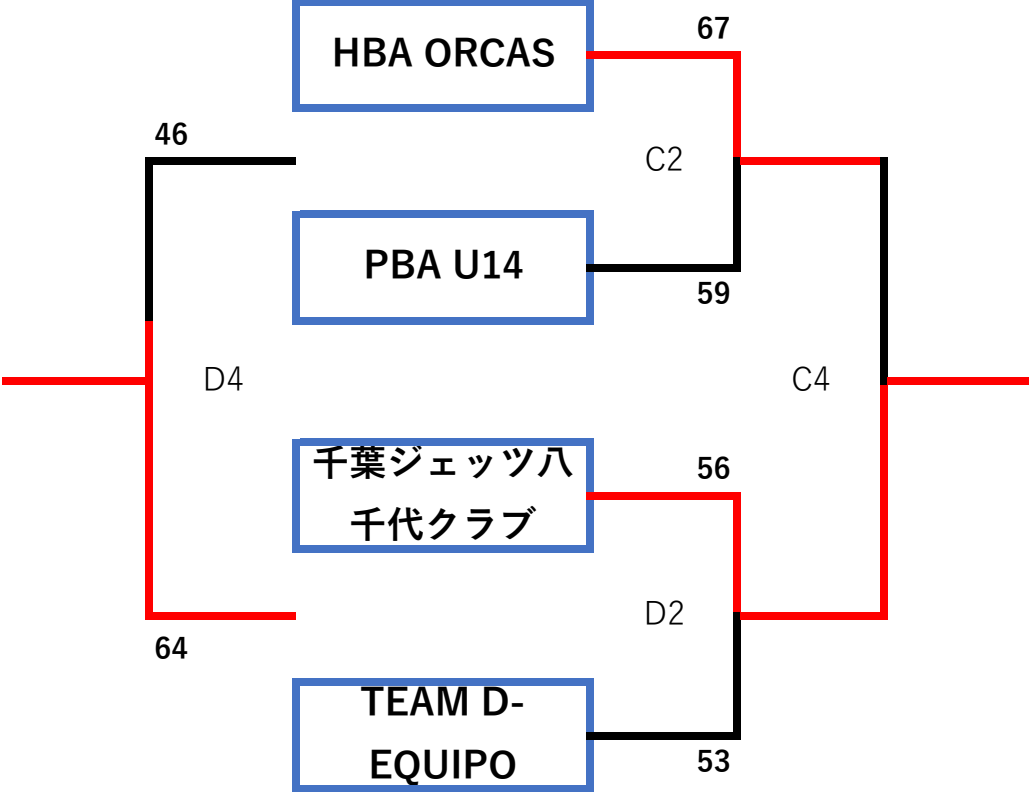 67
HBA ORCAS
46
C2
PBA U14
59
D4
C4
千葉ジェッツ八
千代クラブ
56
D2
64
TEAM D-
EQUIPO
53